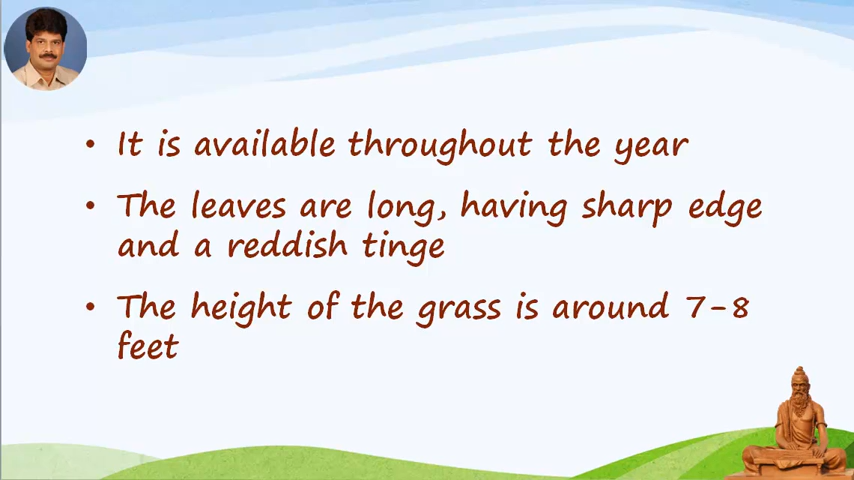 • It is available throughout the year
• The leaves are long, having sharp edge
and a reddish tinge
• The height of the grass is around 7-8
feet